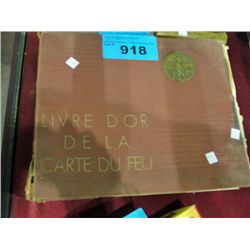 918
LIVRE D'OR
DE LA
CARTE DU FEU